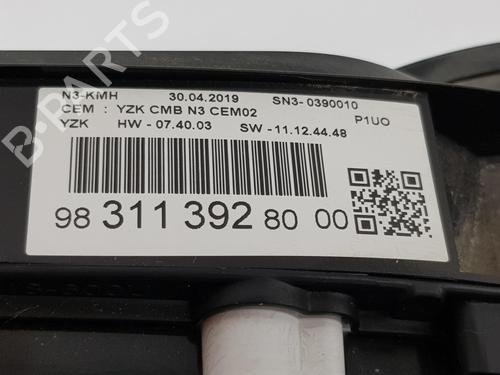 B-PARTS
N3-KMH 30.04.2019 SN3-0390010
CEM : YZK CMB N3 CEM02 P1UO
YZK HW -07.40.03 SW -11.12.44.48
98 311 392 80 00